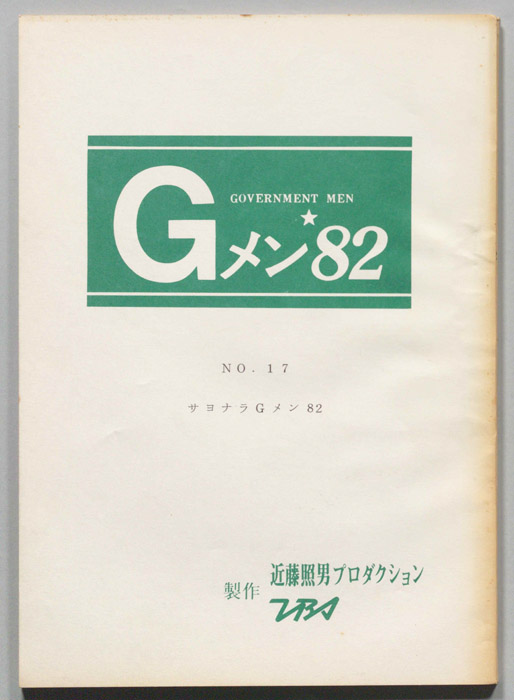 GOVERNMENT MEN
Gメン★82
NO. 17
サヨナラGメン82
製作 近藤照男プロダクション
TBS